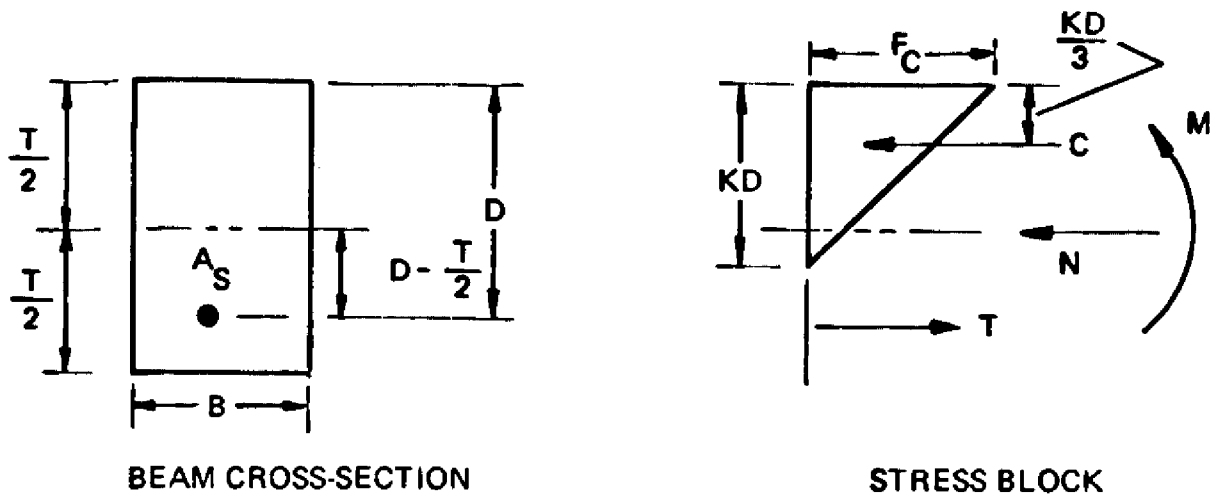 T/2
T/2
A_S
D
D - T/2
B
BEAM CROSS-SECTION
F_C
KD/3
KD
C
M
N
T
STRESS BLOCK